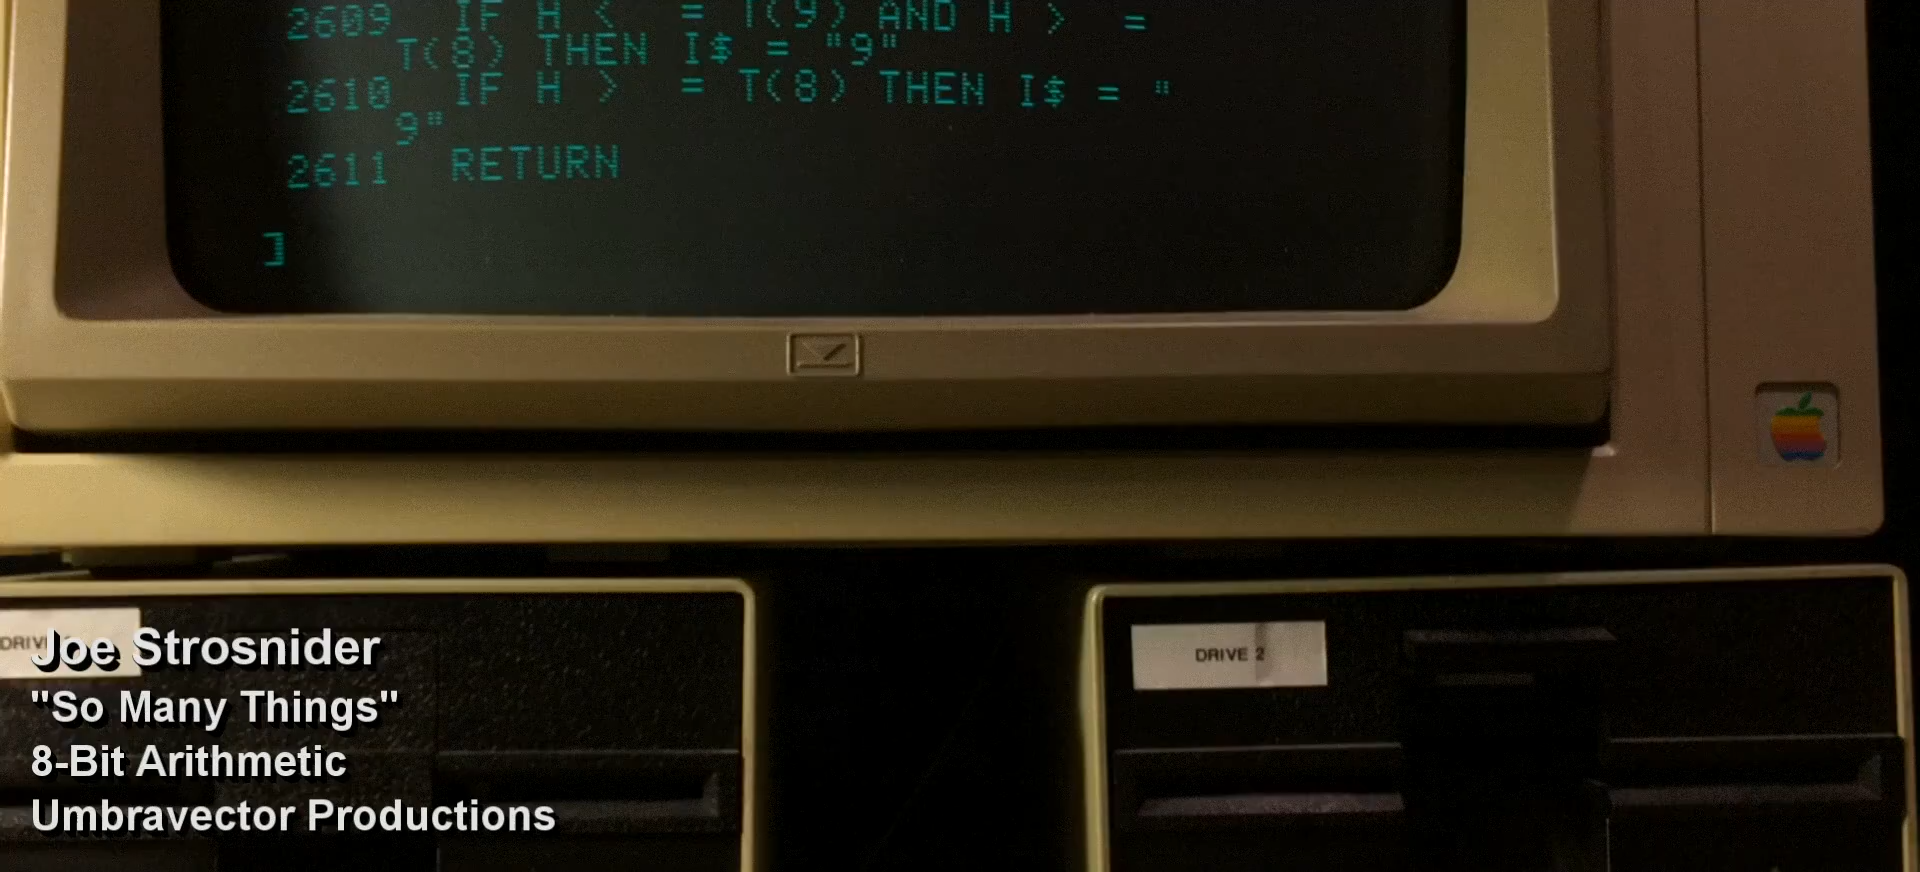 2609 IF H < = T(9) AND H > =
T(8) THEN I$ = "9"
2610 IF H > = T(8) THEN I$ = "
9"
2611 RETURN
]
DRIVE 2
Joe Strosnider
"So Many Things"
8-Bit Arithmetic
Umbravector Productions